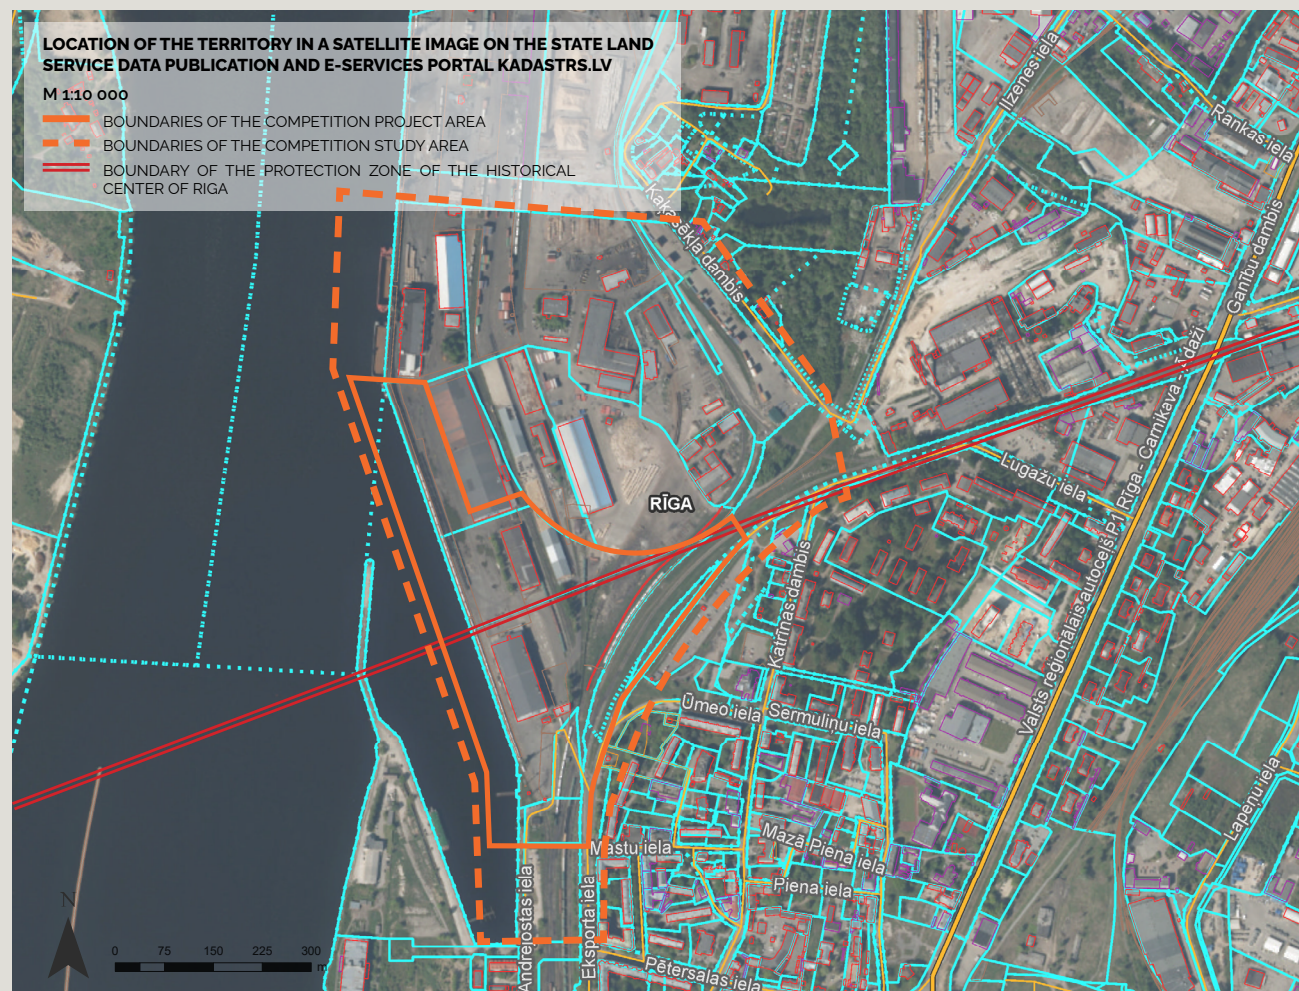 LOCATION OF THE TERRITORY IN A SATELLITE IMAGE ON THE STATE LAND
SERVICE DATA PUBLICATION AND E-SERVICES PORTAL KADASTRS.LV
M 1:10 000
BOUNDARIES OF THE COMPETITION PROJECT AREA
BOUNDARIES OF THE COMPETITION STUDY AREA
BOUNDARY OF THE PROTECTION ZONE OF THE HISTORICAL
CENTER OF RIGA
Ilzenes iela
Rankas iela
Kaķasēkļa dambis
Ganību dambis
Valsts reģionālais autoceļš P1 Rīga - Carnikava - Ādaži
Lugažu iela
RĪGA
Katrīnas dambis
Ūmeo iela
Sermuliņu iela
Lapeņu iela
Mastu iela
Mazā Piena iela
Piena iela
Andrejostas iela
Eksporta iela
Pētersalas iela
N
0 75 150 225 300
m